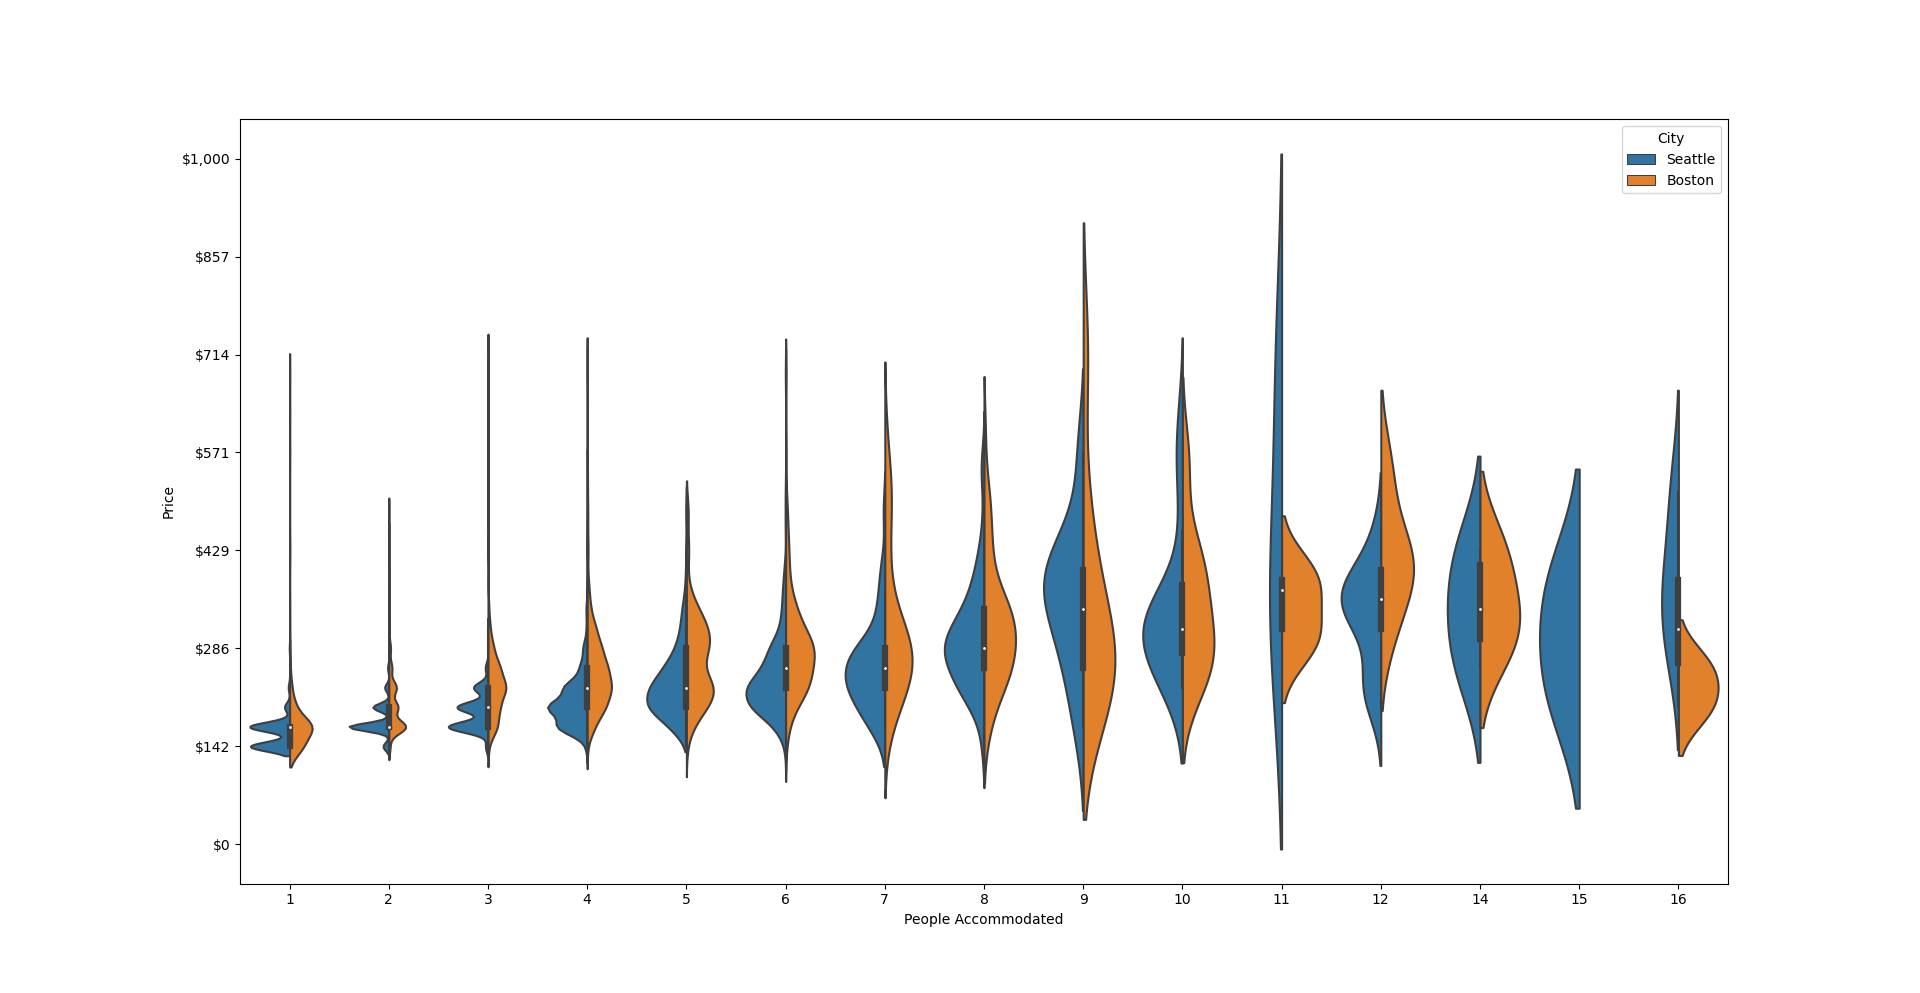 City
Seattle
Boston
$1,000
$857
$714
$571
$429
$286
$142
$0
Price
1 2 3 4 5 6 7 8 9 10 11 12 14 15 16
People Accommodated